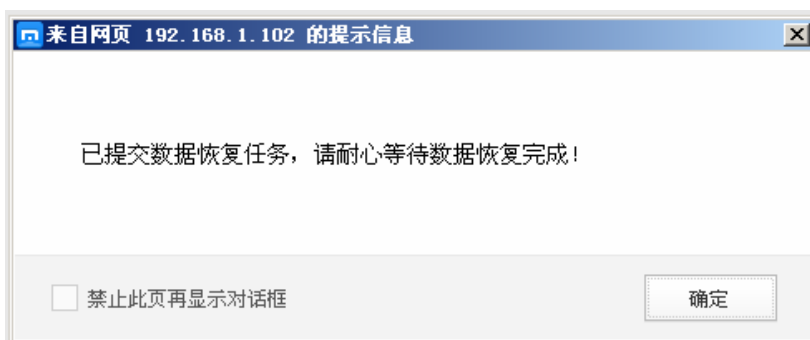 来自网页 192.168.1.102 的提示信息
已提交数据恢复任务，请耐心等待数据恢复完成！
禁止此页再显示对话框
确定